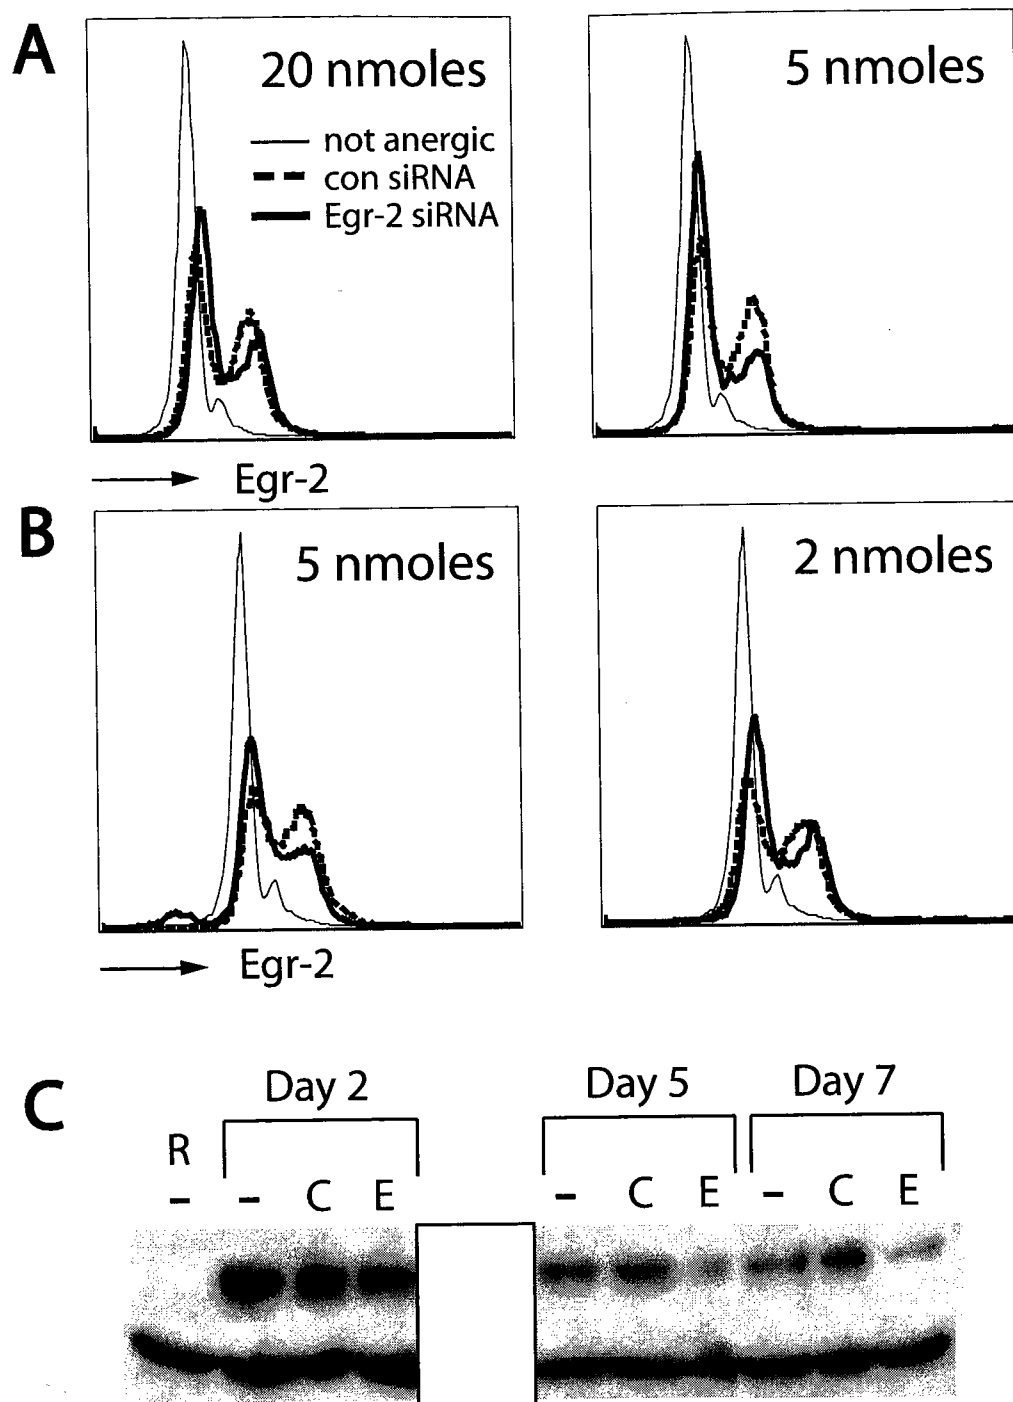 A
20 nmoles
not anergic
con siRNA
Egr-2 siRNA
5 nmoles
Egr-2
B
5 nmoles
2 nmoles
Egr-2
C
Day 2
Day 5
Day 7
R
– – C E – C E – C E